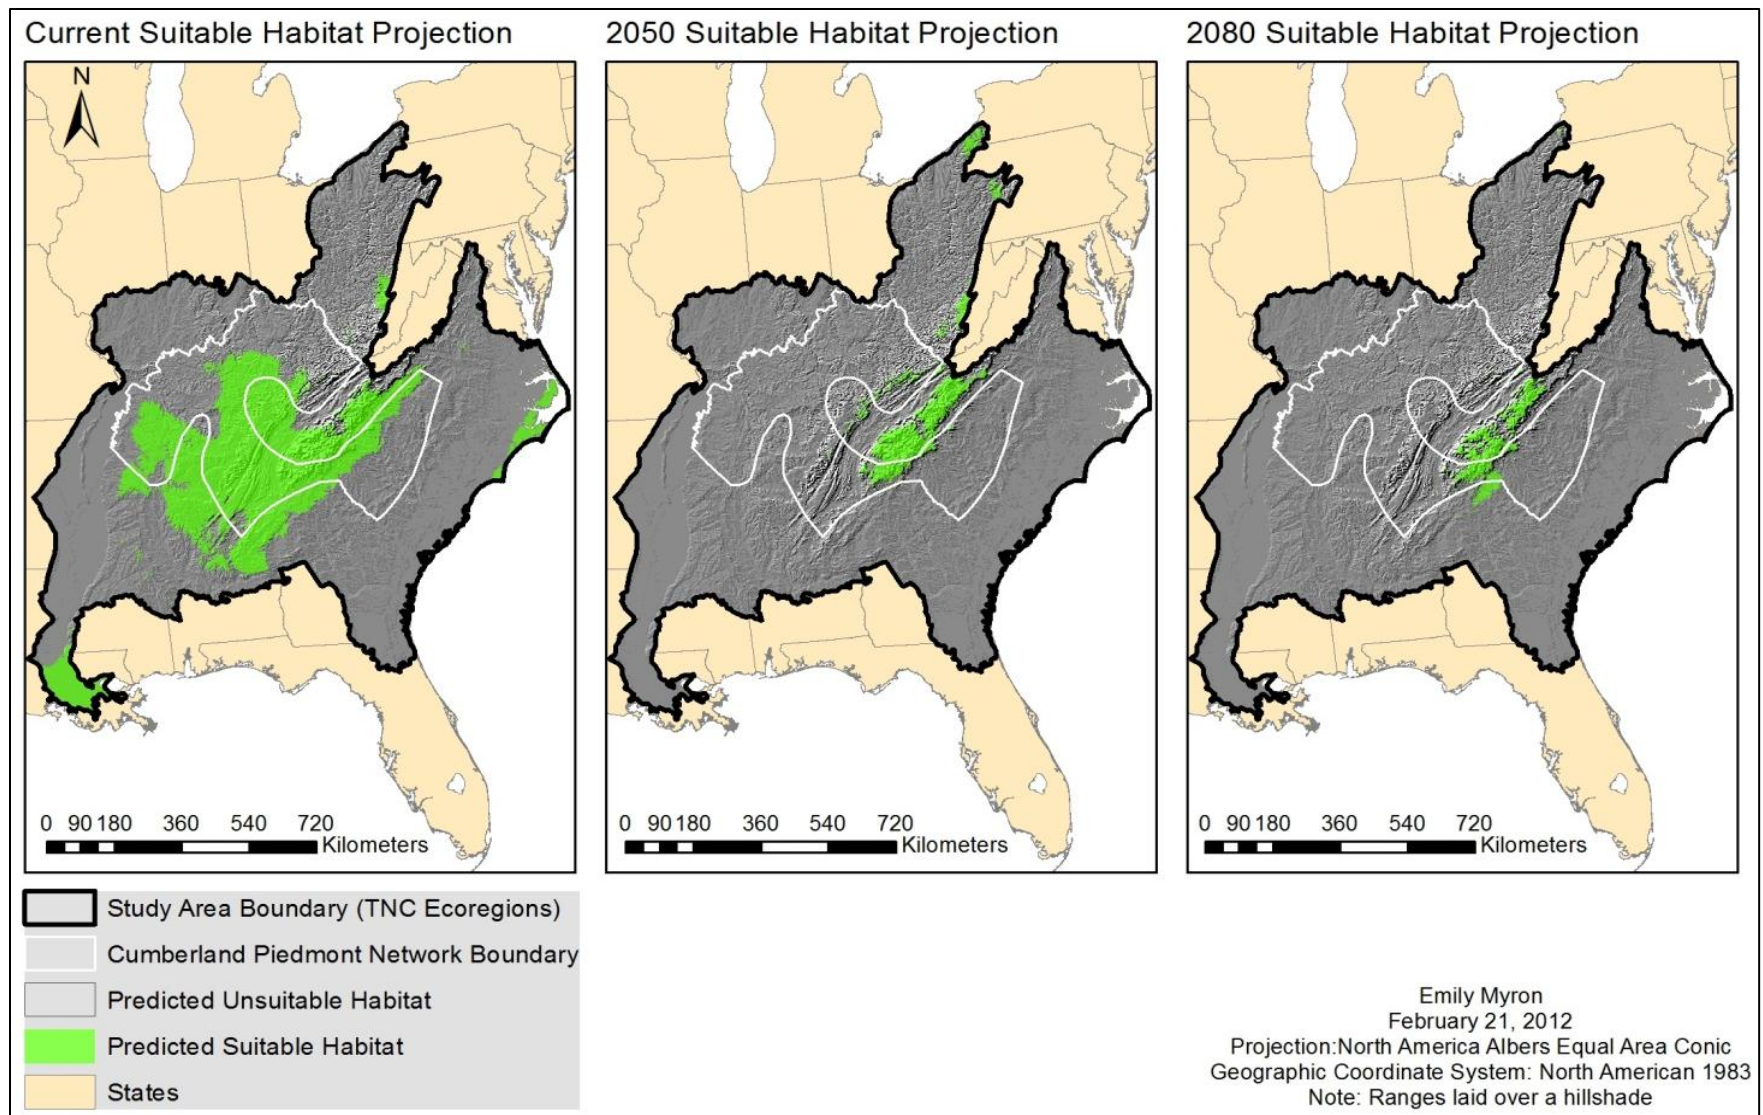 Current Suitable Habitat Projection
2050 Suitable Habitat Projection
2080 Suitable Habitat Projection
N
0 90 180 360 540 720
Kilometers
0 90 180 360 540 720
Kilometers
0 90 180 360 540 720
Kilometers
Study Area Boundary (TNC Ecoregions)
Cumberland Piedmont Network Boundary
Predicted Unsuitable Habitat
Predicted Suitable Habitat
States
Emily Myron
February 21, 2012
Projection:North America Albers Equal Area Conic
Geographic Coordinate System: North American 1983
Note: Ranges laid over a hillshade